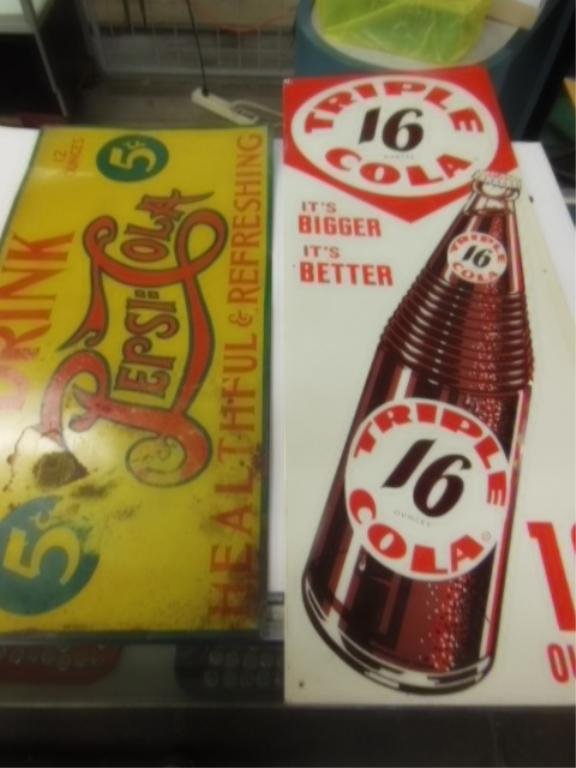 12
OUNCES
5¢
DRINK
PEPSI:COLA
HEALTHFUL & REFRESHING
5¢
TRIPLE
16
COLA
IT'S
BIGGER
IT'S
BETTER
TRIPLE
16
COLA
TRIPLE
16
OUNCES
COLA